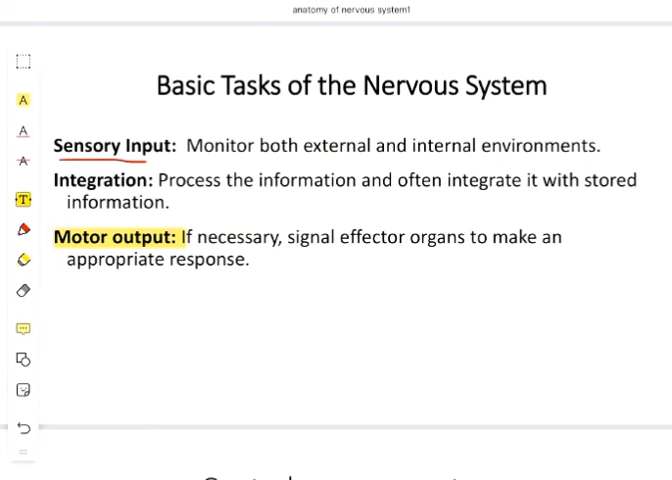 anatomy of nervous system1
Basic Tasks of the Nervous System
Sensory Input: Monitor both external and internal environments.
Integration: Process the information and often integrate it with stored
information.
Motor output: If necessary, signal effector organs to make an
appropriate response.